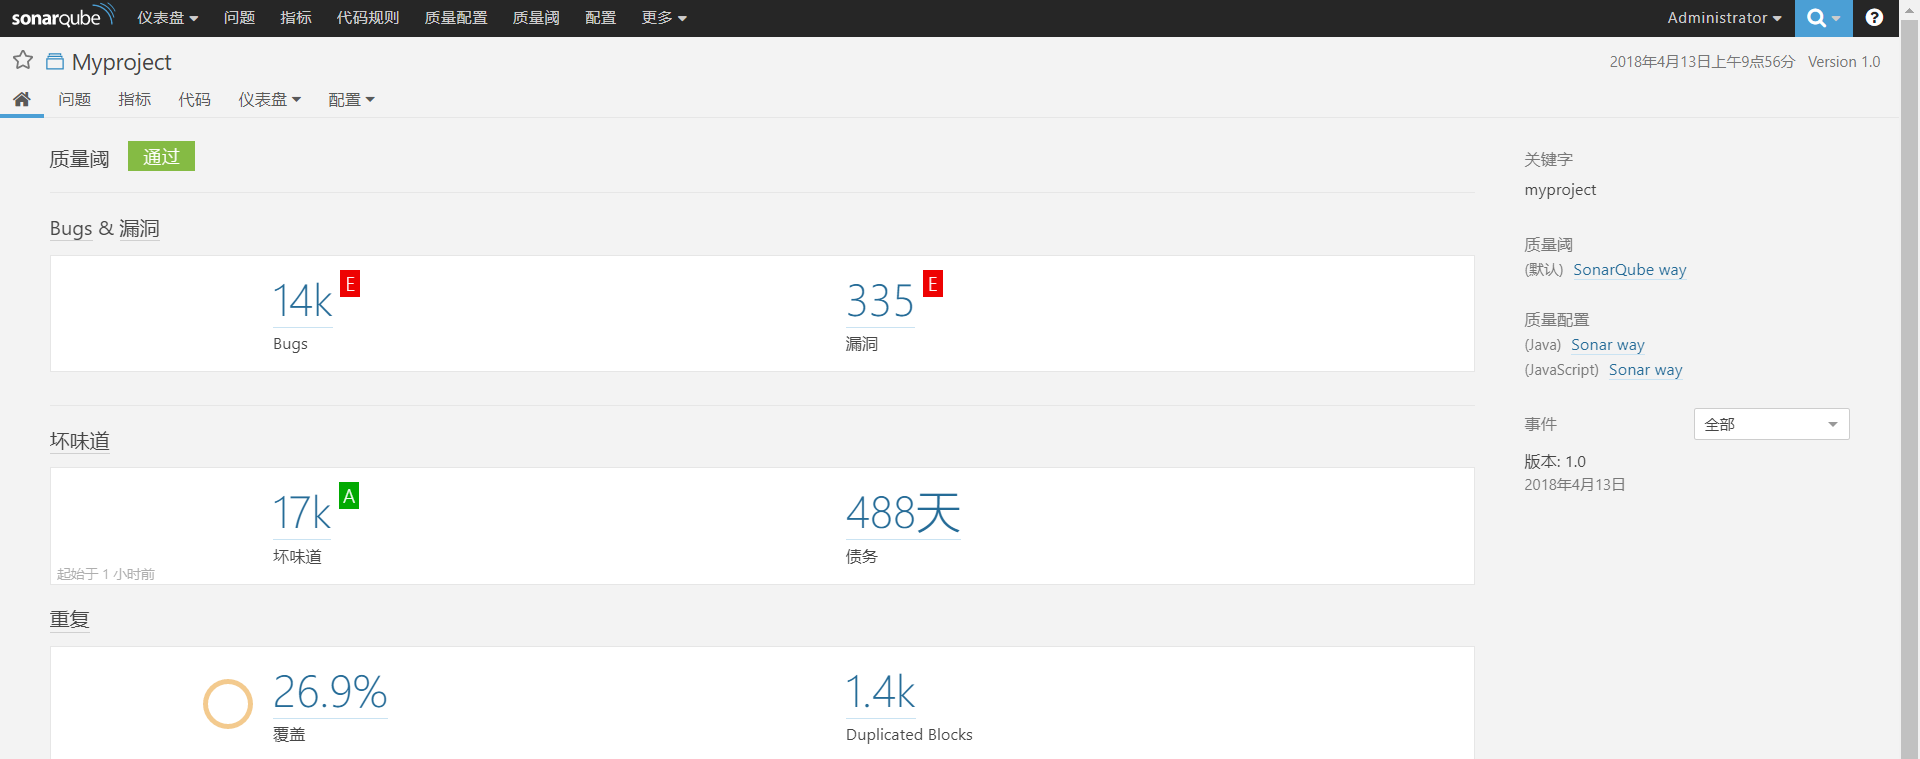 sonarqube 仪表盘 问题 指标 代码规则 质量配置 质量阈 配置 更多 Administrator
Myproject 2018年4月13日上午9点56分 Version 1.0
问题 指标 代码 仪表盘 配置
质量阈 通过
Bugs & 漏洞
14k E 335 E
Bugs 漏洞
坏味道
17k A 488天
坏味道 债务
起始于 1 小时前
重复
26.9% 1.4k
覆盖 Duplicated Blocks
关键字
myproject
质量阈
(默认) SonarQube way
质量配置
(Java) Sonar way
(JavaScript) Sonar way
事件 全部
版本: 1.0
2018年4月13日